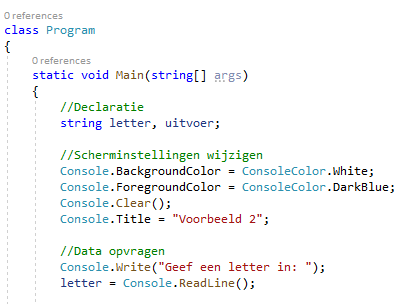 0 references
class Program
{
0 references
static void Main(string[] args)
{
//Declaratie
string letter, uitvoer;
//Scherminstellingen wijzigen
Console.BackgroundColor = ConsoleColor.White;
Console.ForegroundColor = ConsoleColor.DarkBlue;
Console.Clear();
Console.Title = "Voorbeeld 2";
//Data opvragen
Console.Write("Geef een letter in: ");
letter = Console.ReadLine();